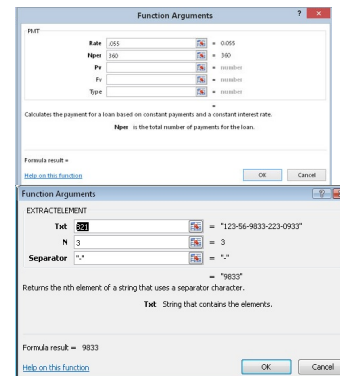 Function Arguments ? ×
PMT
Rate .055 = 0.055
Nper 360 = 360
Pv = number
Fv = number
Type = number
=
Calculates the payment for a loan based on constant payments and a constant interest rate.
Nper is the total number of payments for the loan.
Formula result =
Help on this function OK Cancel
Function Arguments
EXTRACTELEMENT
Txt B21 = "123-56-9833-223-0933"
N 3 = 3
Separator "-" = "-"
= "9833"
Returns the nth element of a string that uses a separator character.
Txt String that contains the elements.
Formula result = 9833
Help on this function OK Cancel